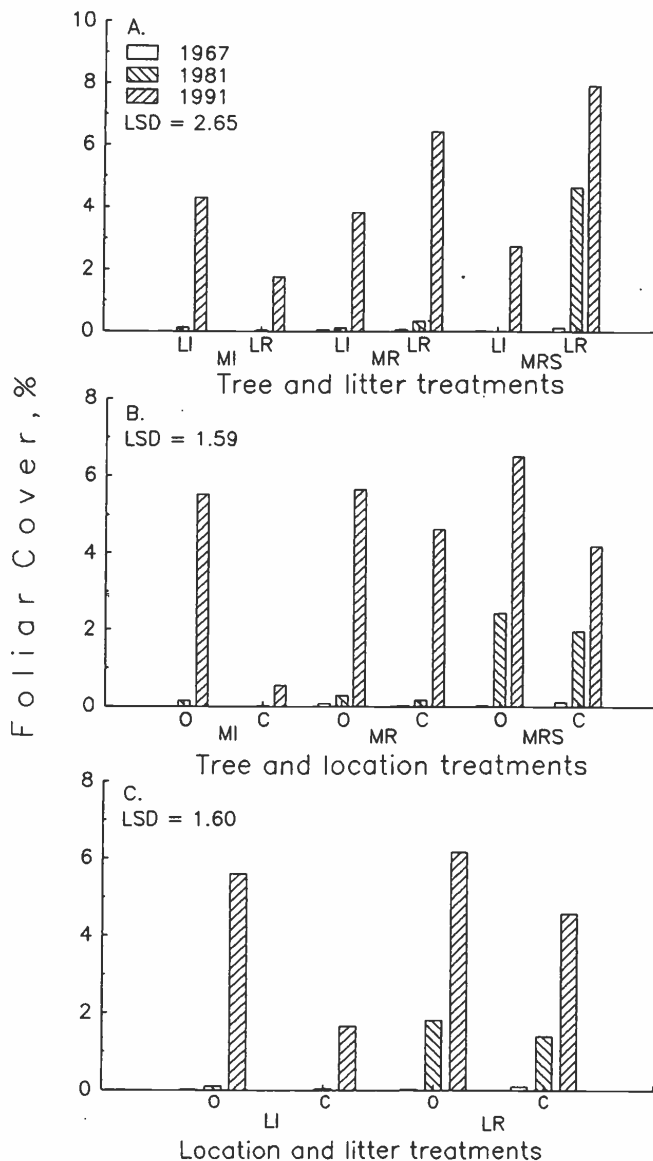 Foliar Cover, %
10
8
6
4
2
0
A.
1967
1981
1991
LSD = 2.65
LI LR LI LR LI LR
MI MR MRS
Tree and litter treatments
8
6
4
2
0
B.
LSD = 1.59
O C O C O C
MI MR MRS
Tree and location treatments
8
6
4
2
0
C.
LSD = 1.60
O C O C
LI LR
Location and litter treatments